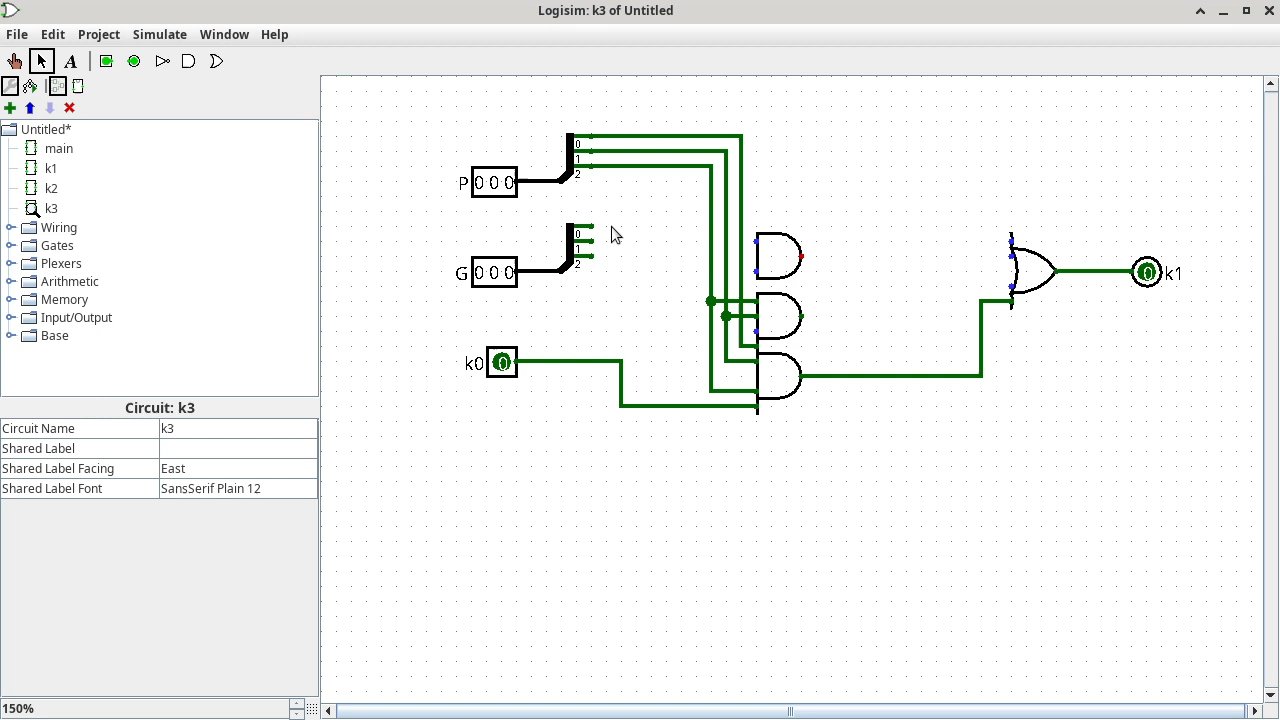 Logisim: k3 of Untitled
File Edit Project Simulate Window Help
A
Untitled*
main
k1
k2
k3
Wiring
Gates
Plexers
Arithmetic
Memory
Input/Output
Base
Circuit: k3
Circuit Name k3
Shared Label
Shared Label Facing East
Shared Label Font SansSerif Plain 12
150%
0
1
2
P 0 0 0
0
1
2
G 0 0 0
k0 0
0 k1